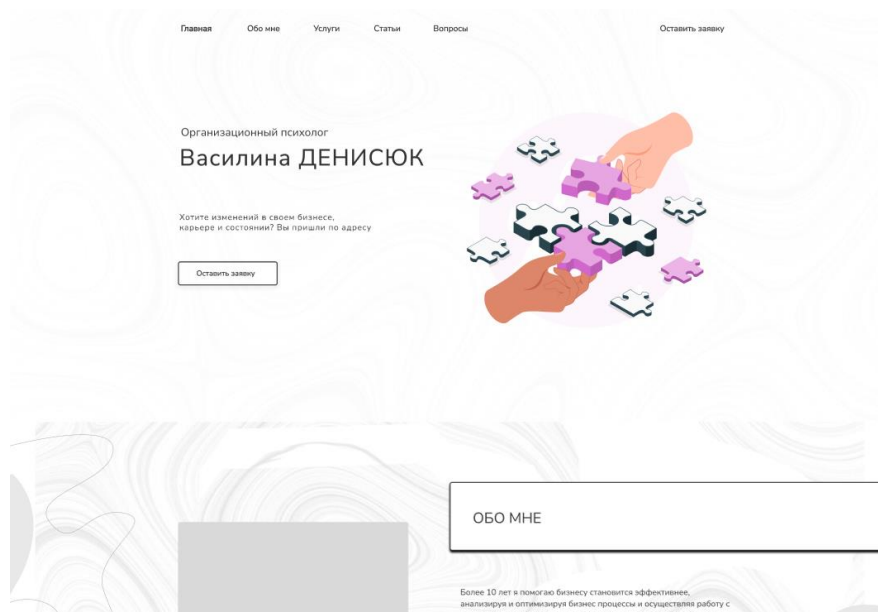 Главная Обо мне Услуги Статьи Вопросы Оставить заявку
Организационный психолог
Василина ДЕНИСЮК
Хотите изменений в своем бизнесе,
карьере и состоянии? Вы пришли по адресу
Оставить заявку
ОБО МНЕ
Более 10 лет я помогаю бизнесу становится эффективнее,
анализируя и оптимизируя бизнес процессы и осуществляя работу с